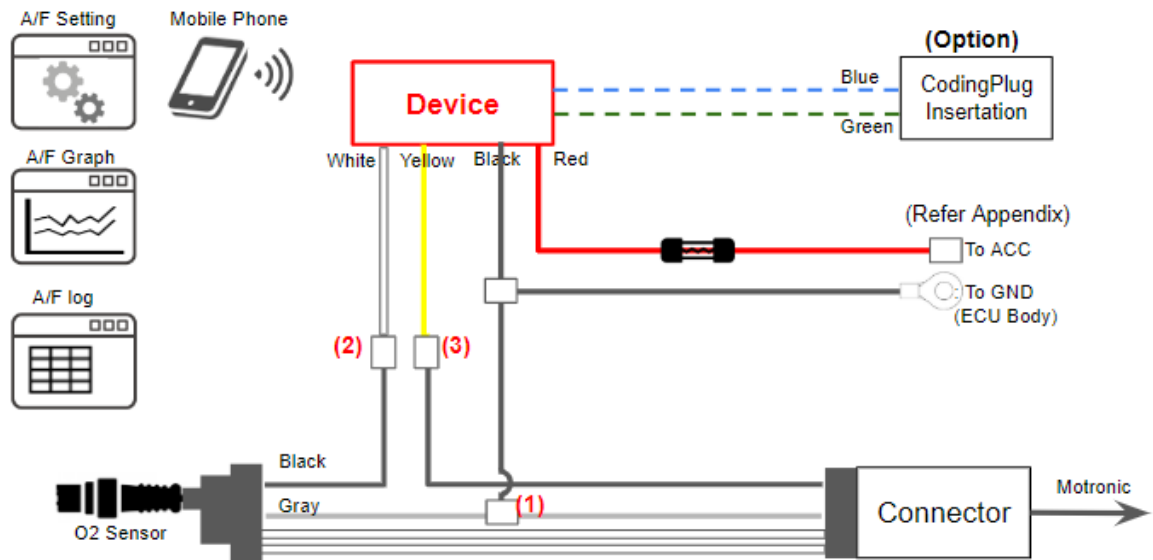 A/F Setting
Mobile Phone
(Option)
CodingPlug
Insertation
Blue
Green
Device
White
Yellow
Black
Red
A/F Graph
(Refer Appendix)
To ACC
To GND
(ECU Body)
A/F log
(2)
(3)
Black
Gray
(1)
O2 Sensor
Connector
Motronic